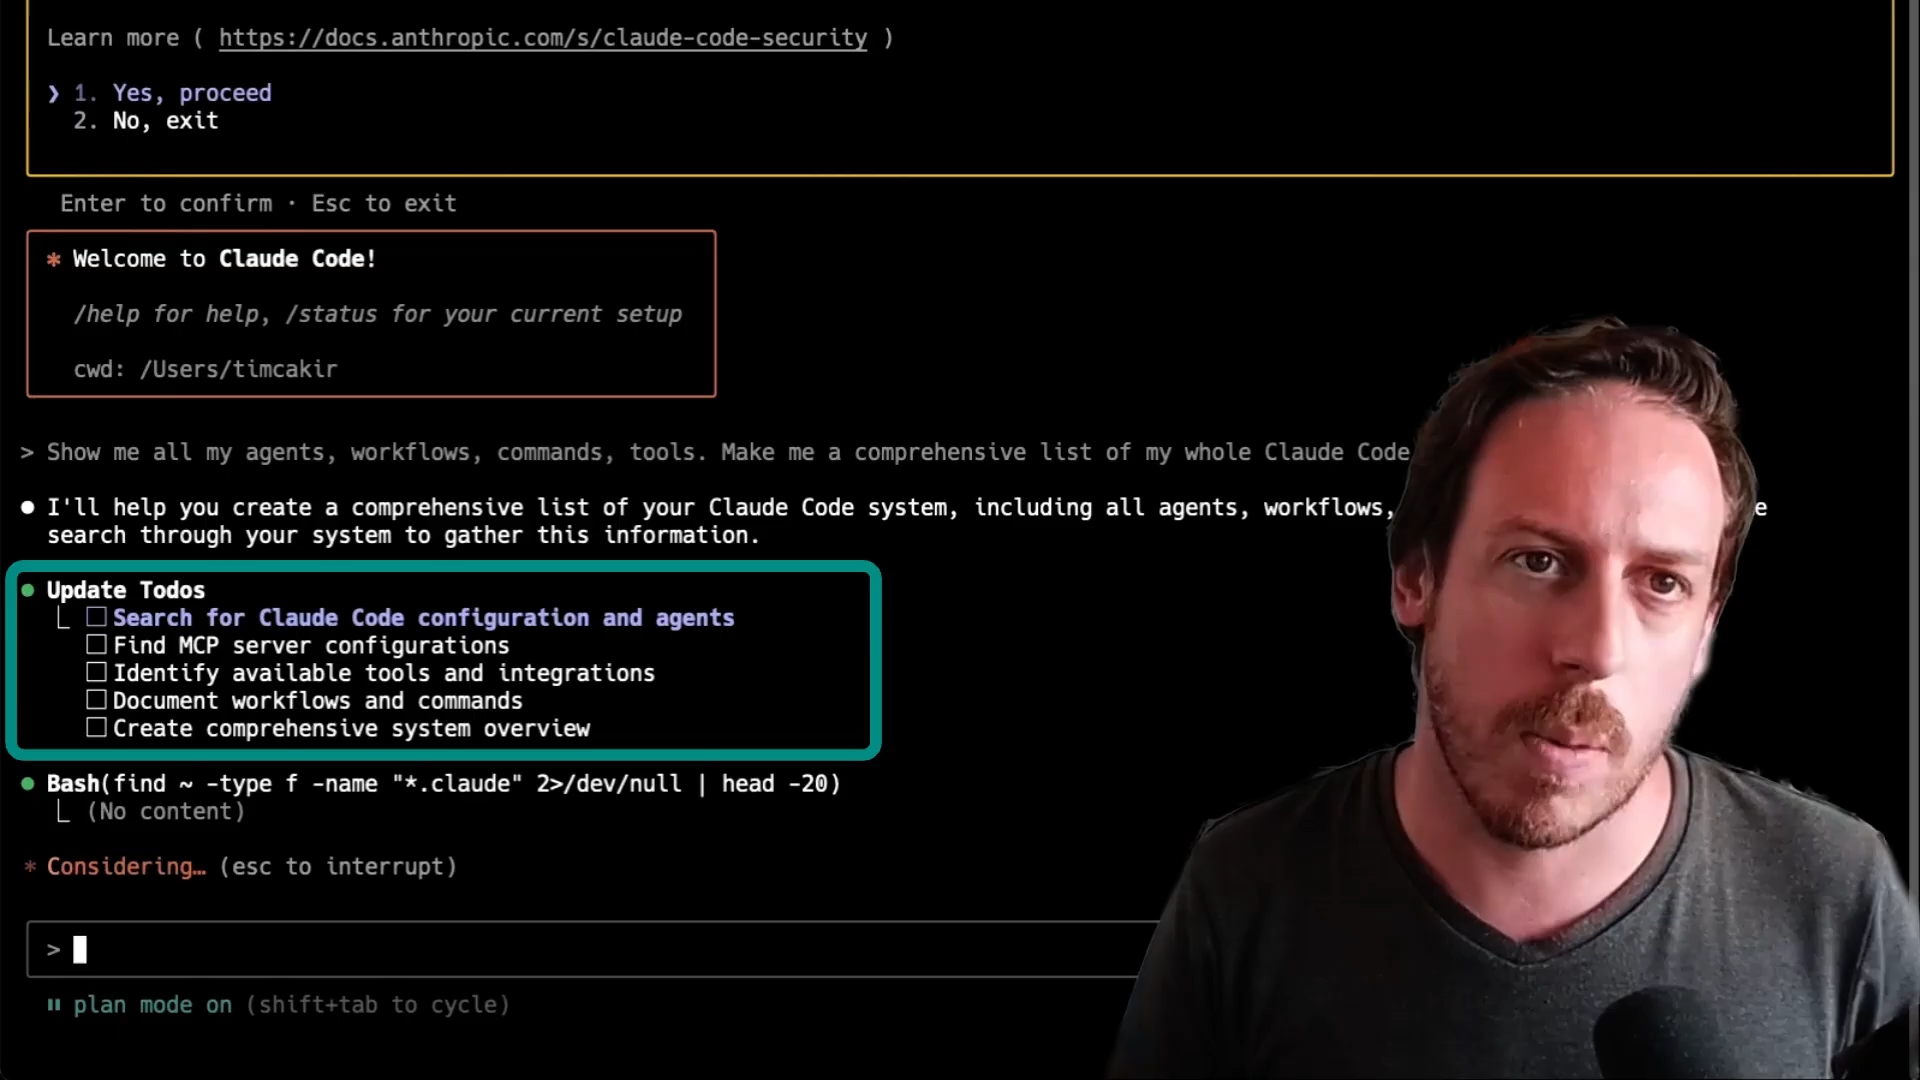 Learn more ( https://docs.anthropic.com/s/claude-code-security )
❯ 1. Yes, proceed
2. No, exit
Enter to confirm · Esc to exit
* Welcome to Claude Code!
/help for help, /status for your current setup
cwd: /Users/timcakir
> Show me all my agents, workflows, commands, tools. Make me a comprehensive list of my whole Claude Code
● I'll help you create a comprehensive list of your Claude Code system, including all agents, workflows,
search through your system to gather this information.
● Update Todos
⎿ ☐ Search for Claude Code configuration and agents
☐ Find MCP server configurations
☐ Identify available tools and integrations
☐ Document workflows and commands
☐ Create comprehensive system overview
● Bash(find ~ -type f -name "*.claude" 2>/dev/null | head -20)
⎿ (No content)
* Considering… (esc to interrupt)
>
⏸ plan mode on (shift+tab to cycle)